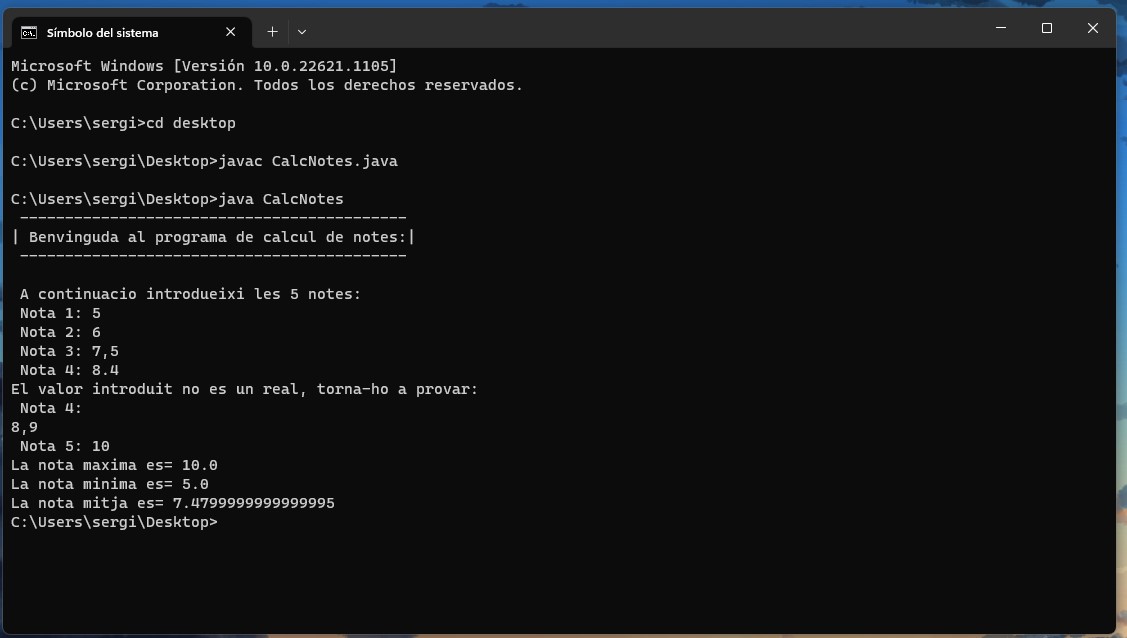 Símbolo del sistema
Microsoft Windows [Versión 10.0.22621.1105]
(c) Microsoft Corporation. Todos los derechos reservados.
C:\Users\sergi>cd desktop
C:\Users\sergi\Desktop>javac CalcNotes.java
C:\Users\sergi\Desktop>java CalcNotes
-------------------------------------------
| Benvinguda al programa de calcul de notes:|
-------------------------------------------
A continuacio introdueixi les 5 notes:
Nota 1: 5
Nota 2: 6
Nota 3: 7,5
Nota 4: 8.4
El valor introduit no es un real, torna-ho a provar:
Nota 4:
8,9
Nota 5: 10
La nota maxima es= 10.0
La nota minima es= 5.0
La nota mitja es= 7.4799999999999995
C:\Users\sergi\Desktop>